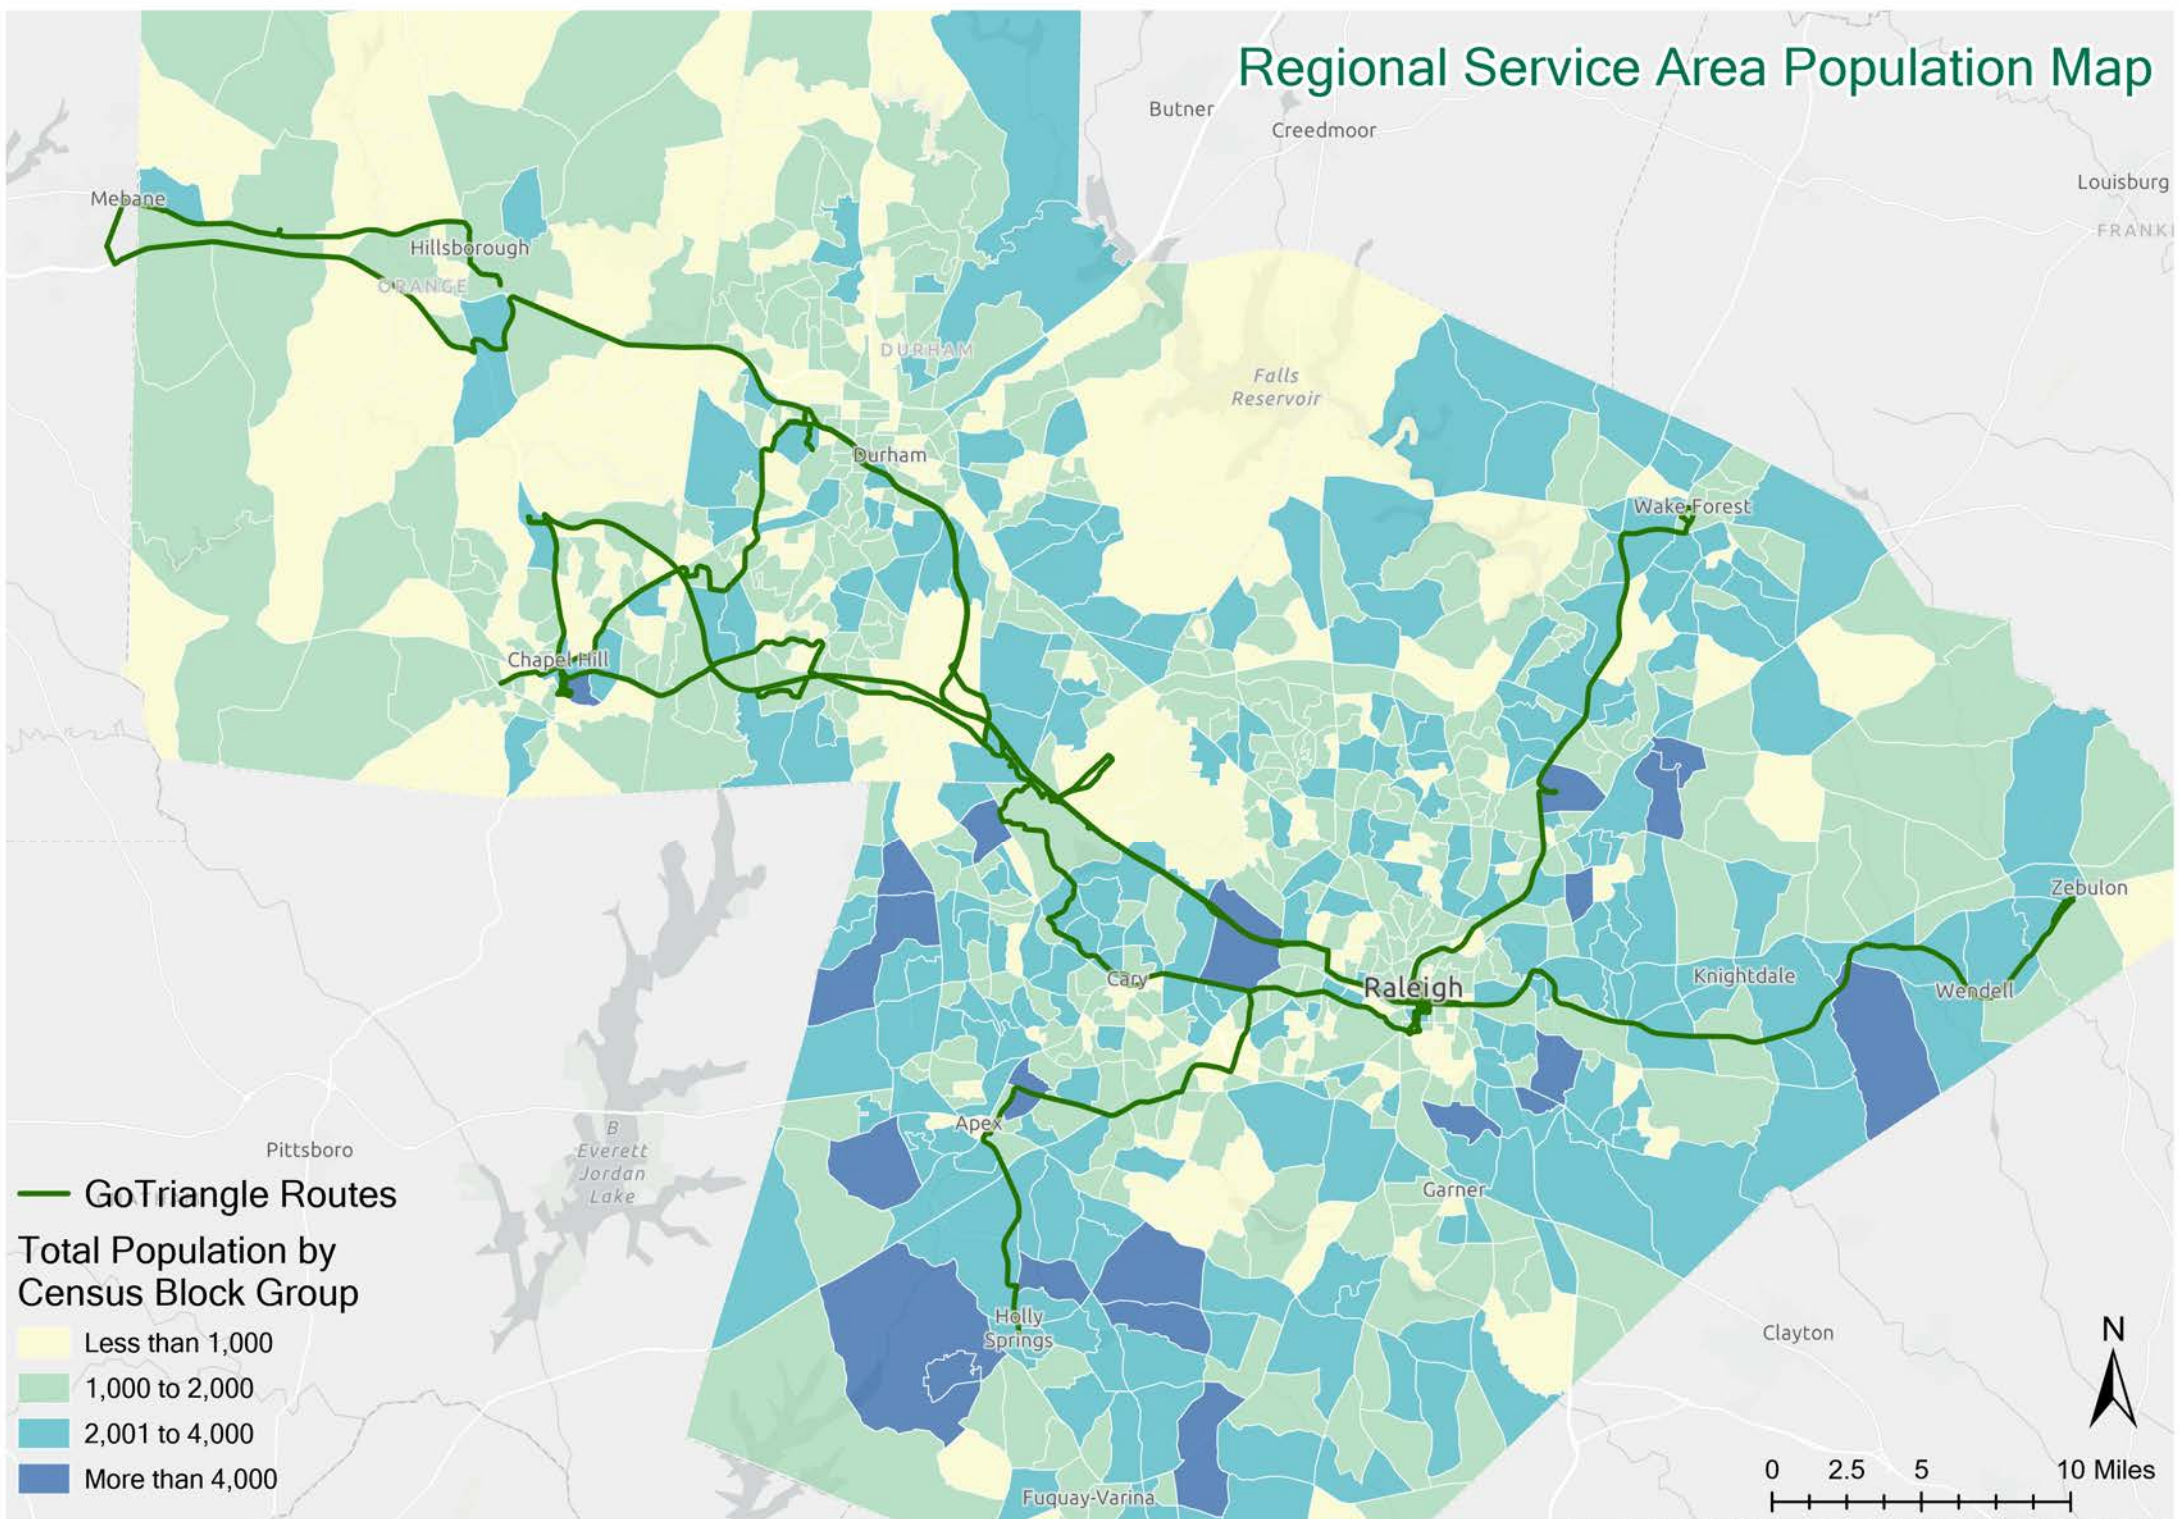 Regional Service Area Population Map
Butner
Creedmoor
Louisburg
FRANKL
Mebane
Hillsborough
ORANGE
DURHAM
Falls
Reservoir
Durham
Wake Forest
Chapel Hill
Zebulon
Cary
Raleigh
Knightdale
Wendell
Apex
Pittsboro
B
Everett
Jordan
Lake
Garner
Holly
Springs
Clayton
Fuquay-Varina
GoTriangle Routes
Total Population by
Census Block Group
Less than 1,000
1,000 to 2,000
2,001 to 4,000
More than 4,000
N
0 2.5 5 10 Miles